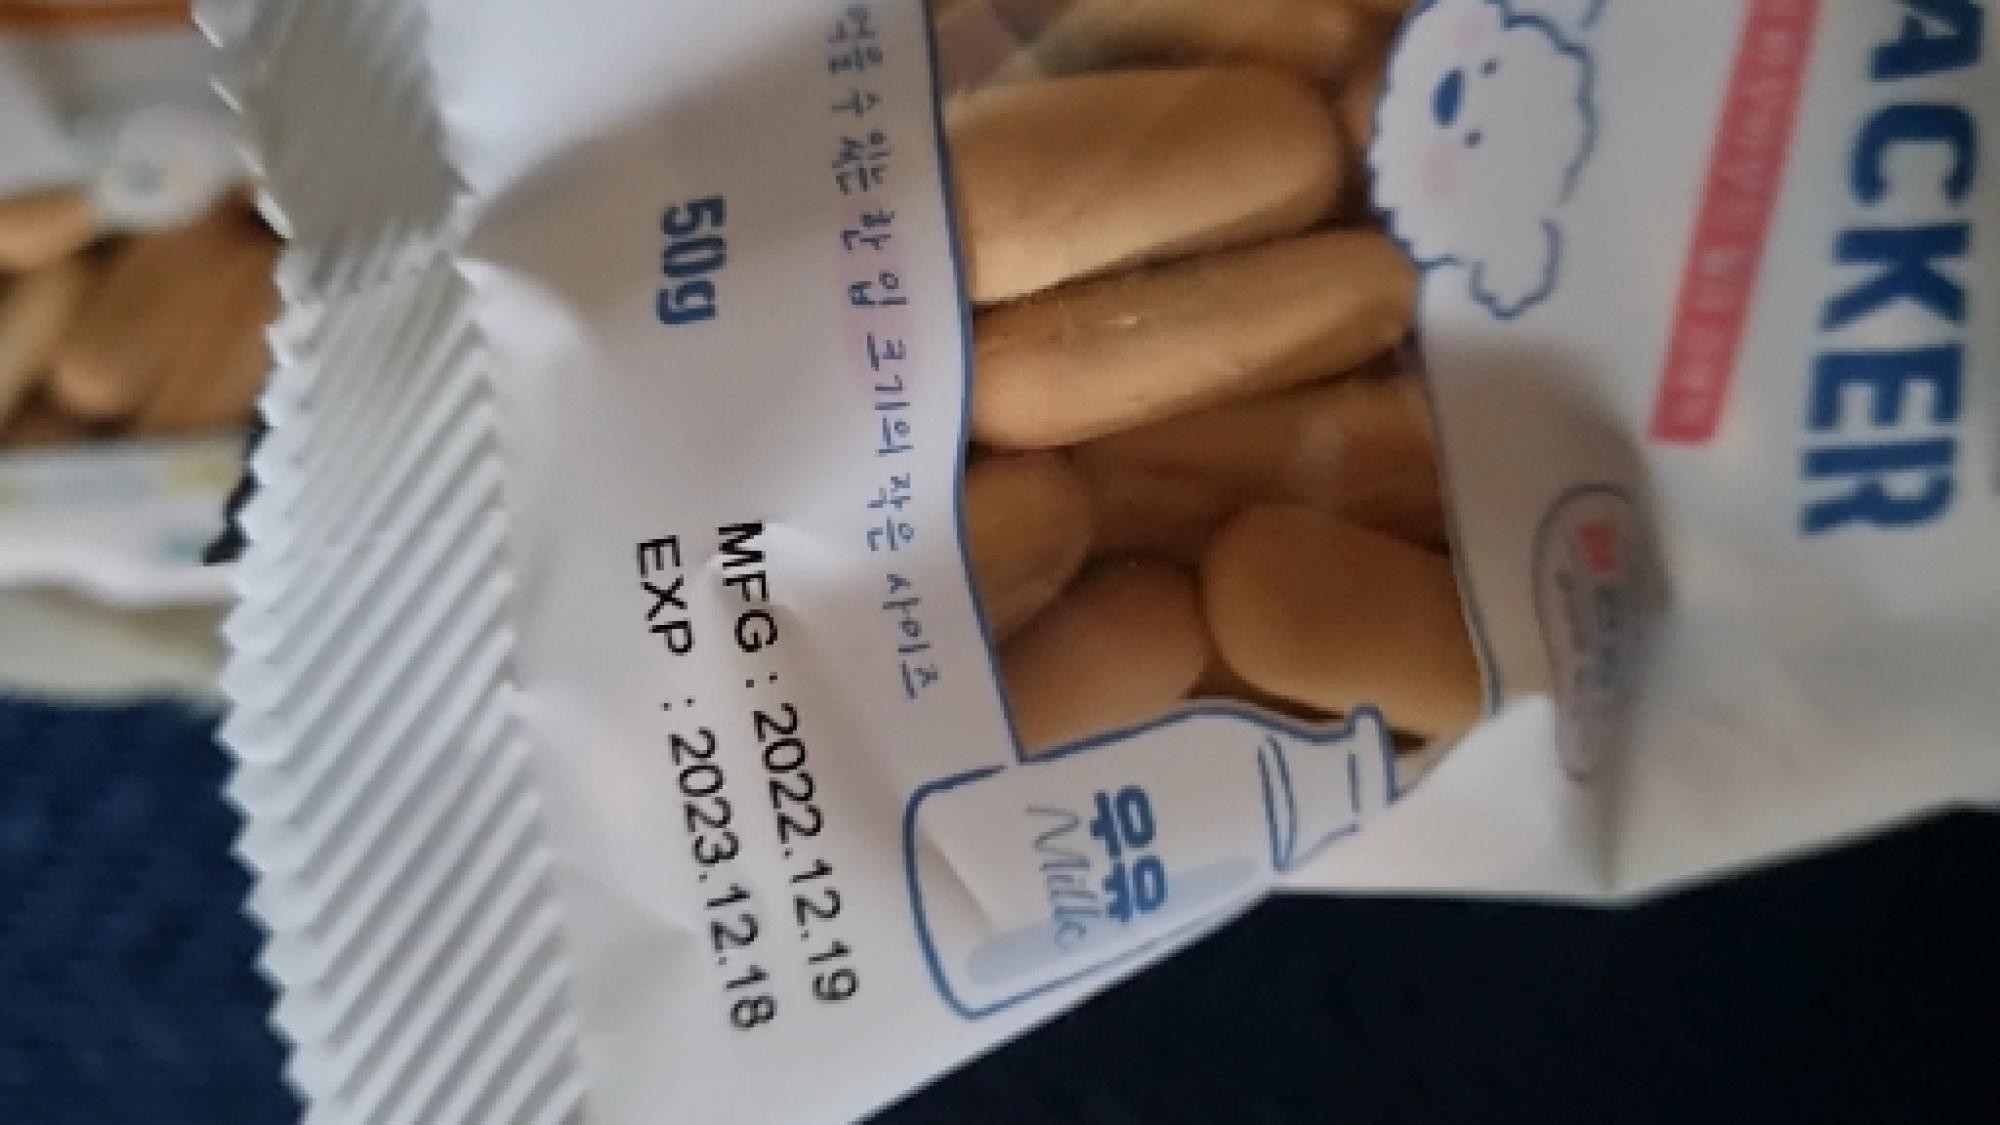 ACKER
우유
Milk
먹을 수 있는 한 입 크기의 작은 사이즈
50g
MFG : 2022.12.19
EXP : 2023.12.18